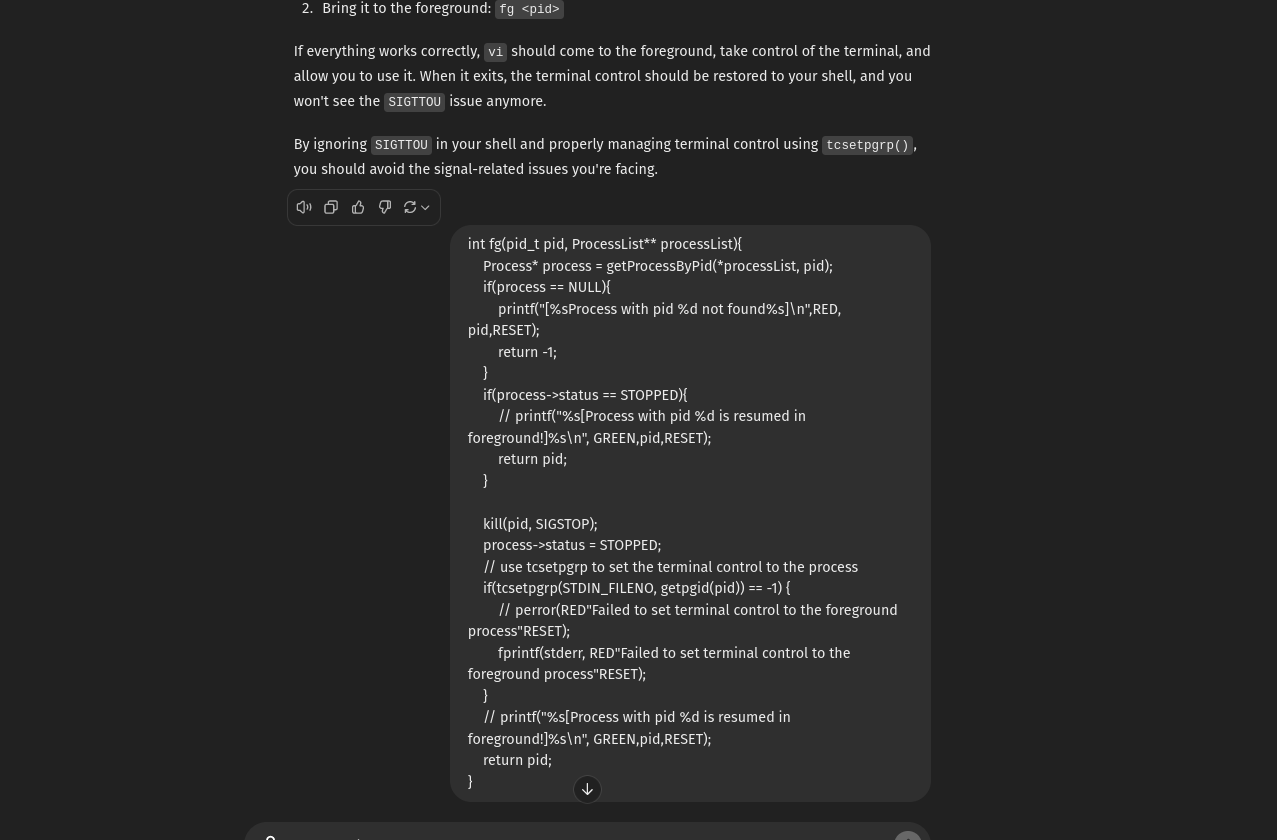 2. Bring it to the foreground: fg <pid>
If everything works correctly, vi should come to the foreground, take control of the terminal, and
allow you to use it. When it exits, the terminal control should be restored to your shell, and you
won't see the SIGTTOU issue anymore.
By ignoring SIGTTOU in your shell and properly managing terminal control using tcsetpgrp(),
you should avoid the signal-related issues you're facing.
int fg(pid_t pid, ProcessList** processList){
    Process* process = getProcessByPid(*processList, pid);
    if(process == NULL){
        printf("[%sProcess with pid %d not found%s]\n",RED,
pid,RESET);
        return -1;
    }
    if(process->status == STOPPED){
        // printf("%s[Process with pid %d is resumed in
foreground!]%s\n", GREEN,pid,RESET);
        return pid;
    }
    kill(pid, SIGSTOP);
    process->status = STOPPED;
    // use tcsetpgrp to set the terminal control to the process
    if(tcsetpgrp(STDIN_FILENO, getpgid(pid)) == -1) {
        // perror(RED"Failed to set terminal control to the foreground
process"RESET);
        fprintf(stderr, RED"Failed to set terminal control to the
foreground process"RESET);
    }
    // printf("%s[Process with pid %d is resumed in
foreground!]%s\n", GREEN,pid,RESET);
    return pid;
}